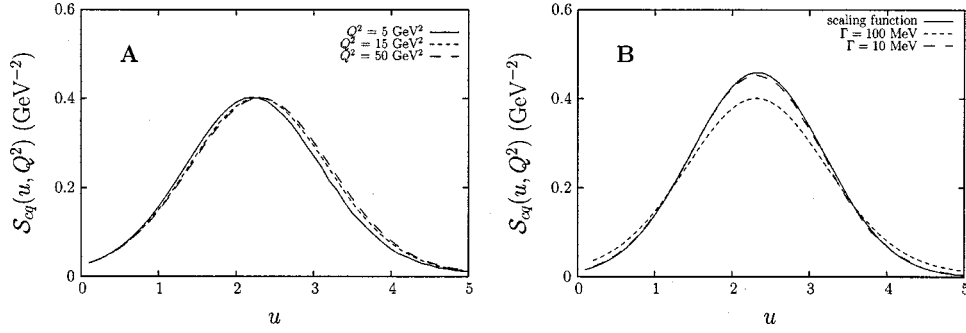 A
Q² = 5 GeV²
Q² = 15 GeV²
Q² = 50 GeV²
0.6
0.4
0.2
0
S_cq(u, Q²) (GeV⁻²)
0 1 2 3 4 5
u
B
scaling function
Γ = 100 MeV
Γ = 10 MeV
0.6
0.4
0.2
0
S_cq(u, Q²) (GeV⁻²)
0 1 2 3 4 5
u